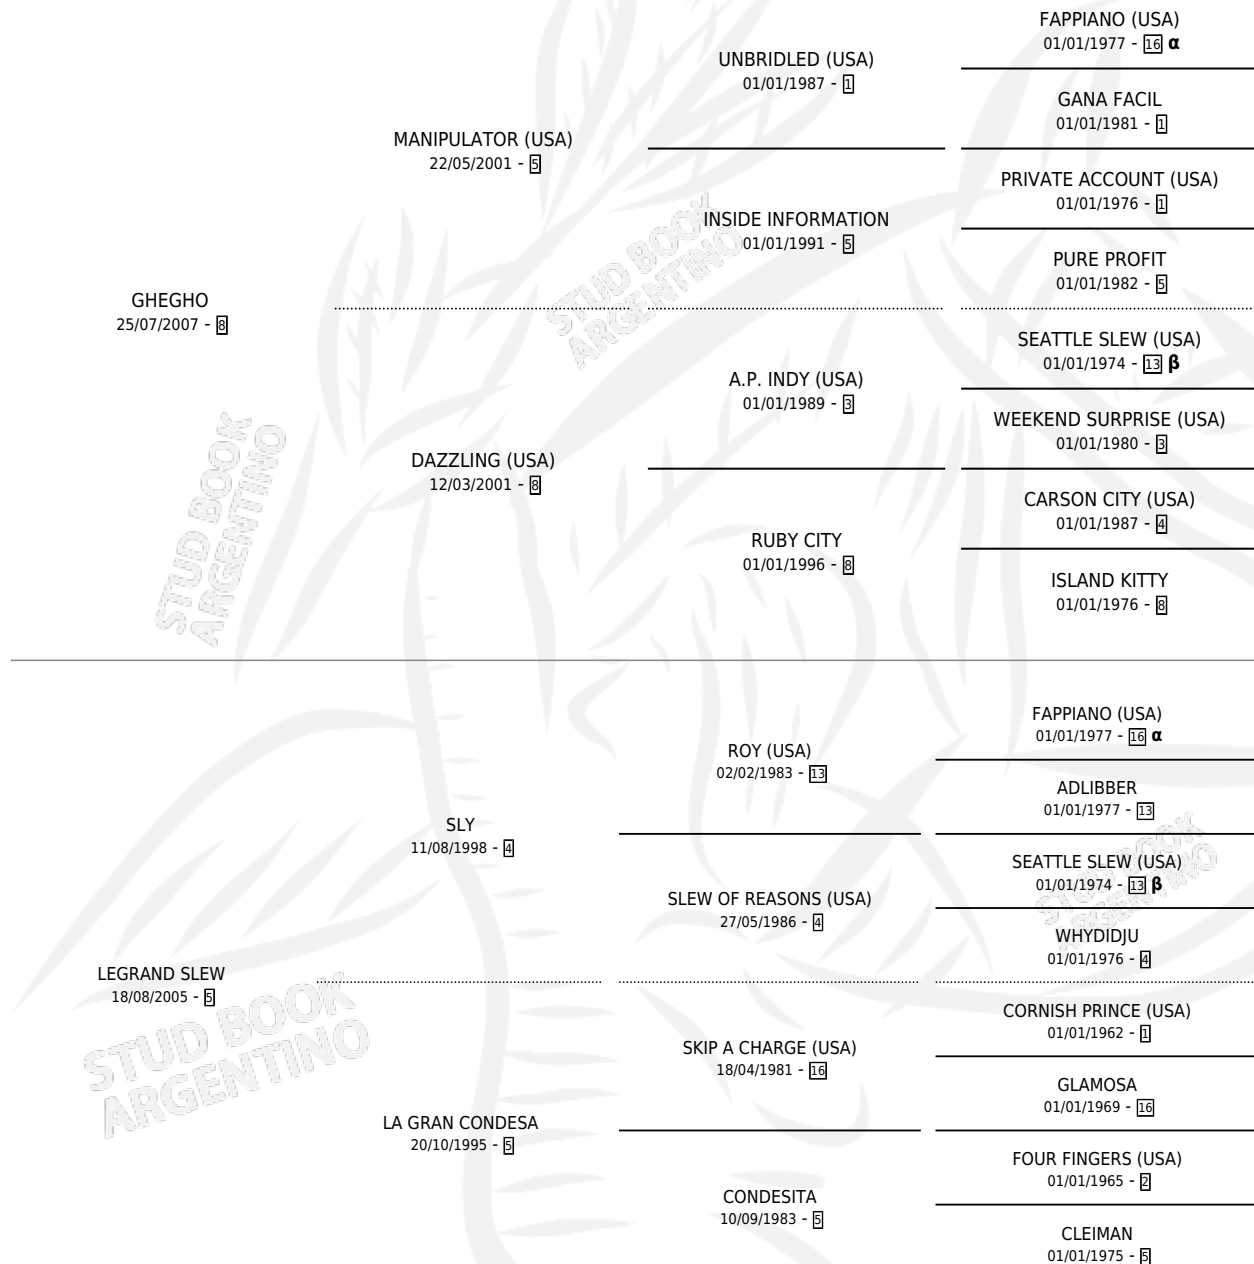 FAPPIANO (USA)
01/01/1977 - 16 α
UNBRIDLED (USA)
01/01/1987 - 1
GANA FACIL
01/01/1981 - 1
MANIPULATOR (USA)
22/05/2001 - 5
PRIVATE ACCOUNT (USA)
01/01/1976 - 1
INSIDE INFORMATION
01/01/1991 - 5
PURE PROFIT
01/01/1982 - 5
GHEGHO
25/07/2007 - 8
SEATTLE SLEW (USA)
01/01/1974 - 13 β
A.P. INDY (USA)
01/01/1989 - 3
WEEKEND SURPRISE (USA)
01/01/1980 - 3
DAZZLING (USA)
12/03/2001 - 8
CARSON CITY (USA)
01/01/1987 - 4
RUBY CITY
01/01/1996 - 8
ISLAND KITTY
01/01/1976 - 8
STUD BOOK
ARGENTINO
STUD BOOK
ARGENTINO
FAPPIANO (USA)
01/01/1977 - 16 α
ROY (USA)
02/02/1983 - 13
ADLIBBER
01/01/1977 - 13
SLY
11/08/1998 - 4
SEATTLE SLEW (USA)
01/01/1974 - 13 β
SLEW OF REASONS (USA)
27/05/1986 - 4
WHYDIDJU
01/01/1976 - 4
LEGRAND SLEW
18/08/2005 - 5
CORNISH PRINCE (USA)
01/01/1962 - 1
SKIP A CHARGE (USA)
18/04/1981 - 16
GLAMOSA
01/01/1969 - 16
LA GRAN CONDESA
20/10/1995 - 5
FOUR FINGERS (USA)
01/01/1965 - 2
CONDESITA
10/09/1983 - 5
CLEIMAN
01/01/1975 - 5
STUD BOOK
ARGENTINO
STUD BOOK
ARGENTINO